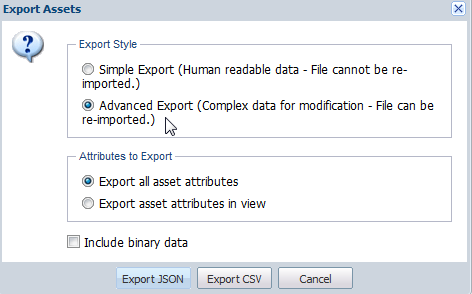 Export Assets
Export Style
Simple Export (Human readable data - File cannot be re-
imported.)
Advanced Export (Complex data for modification - File can be
re-imported.)
Attributes to Export
Export all asset attributes
Export asset attributes in view
Include binary data
Export JSON Export CSV Cancel